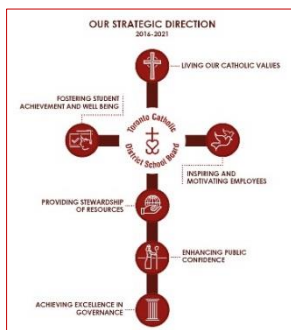 OUR STRATEGIC DIRECTION
2016-2021
LIVING OUR CATHOLIC VALUES
FOSTERING STUDENT
ACHIEVEMENT AND WELL BEING
Toronto Catholic
District School Board
INSPIRING AND
MOTIVATING EMPLOYEES
PROVIDING STEWARDSHIP
OF RESOURCES
ENHANCING PUBLIC
CONFIDENCE
ACHIEVING EXCELLENCE IN
GOVERNANCE